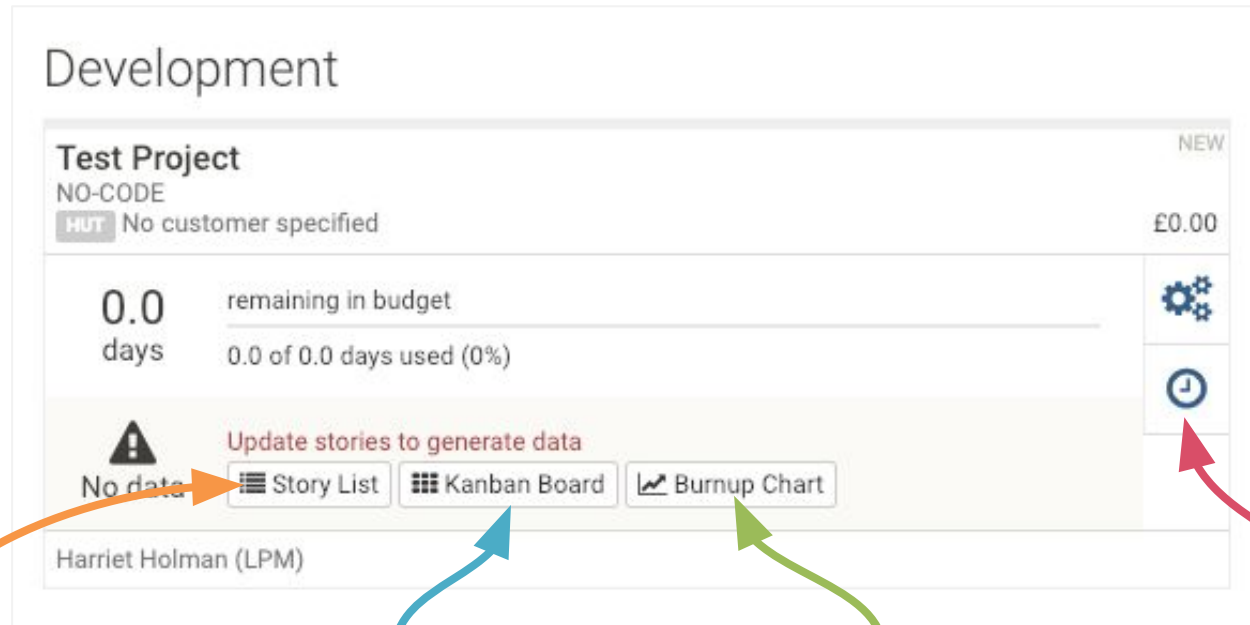 Development
Test Project
NEW
NO-CODE
HUT No customer specified
£0.00
0.0
days
remaining in budget
0.0 of 0.0 days used (0%)
No data
Update stories to generate data
Story List
Kanban Board
Burnup Chart
Harriet Holman (LPM)